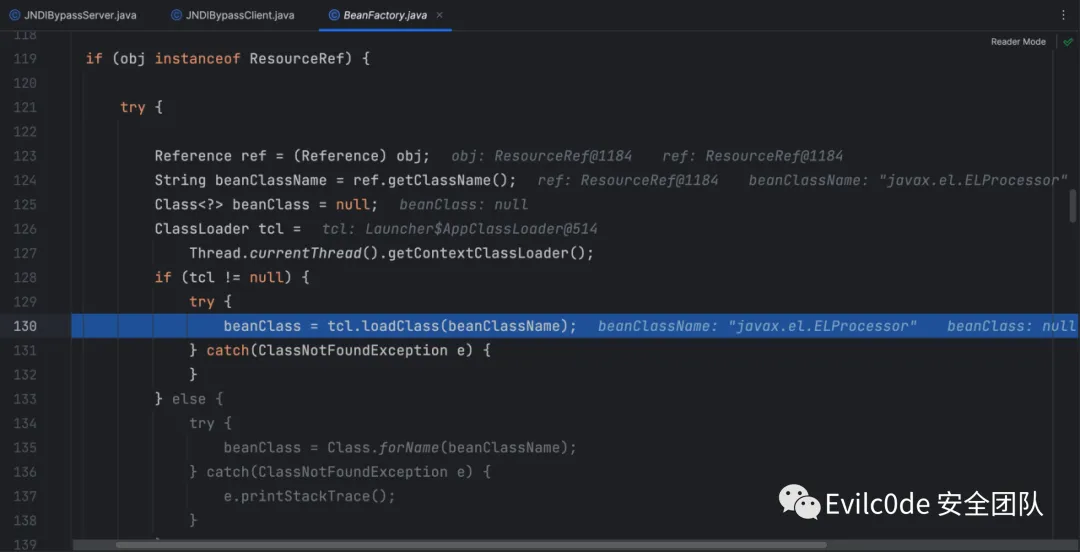 JNDIBypassServer.java JNDIBypassClient.java BeanFactory.java ×
118
Reader Mode
119 if (obj instanceof ResourceRef) {
120
121 try {
122
123 Reference ref = (Reference) obj; obj: ResourceRef@1184 ref: ResourceRef@1184
124 String beanClassName = ref.getClassName(); ref: ResourceRef@1184 beanClassName: "javax.el.ELProcessor"
125 Class<?> beanClass = null; beanClass: null
126 ClassLoader tcl = tcl: Launcher$AppClassLoader@514
127 Thread.currentThread().getContextClassLoader();
128 if (tcl != null) {
129 try {
130 beanClass = tcl.loadClass(beanClassName); beanClassName: "javax.el.ELProcessor" beanClass: null
131 } catch(ClassNotFoundException e) {
132 }
133 } else {
134 try {
135 beanClass = Class.forName(beanClassName);
136 } catch(ClassNotFoundException e) {
137 e.printStackTrace();
138 }
139
Evilc0de 安全团队